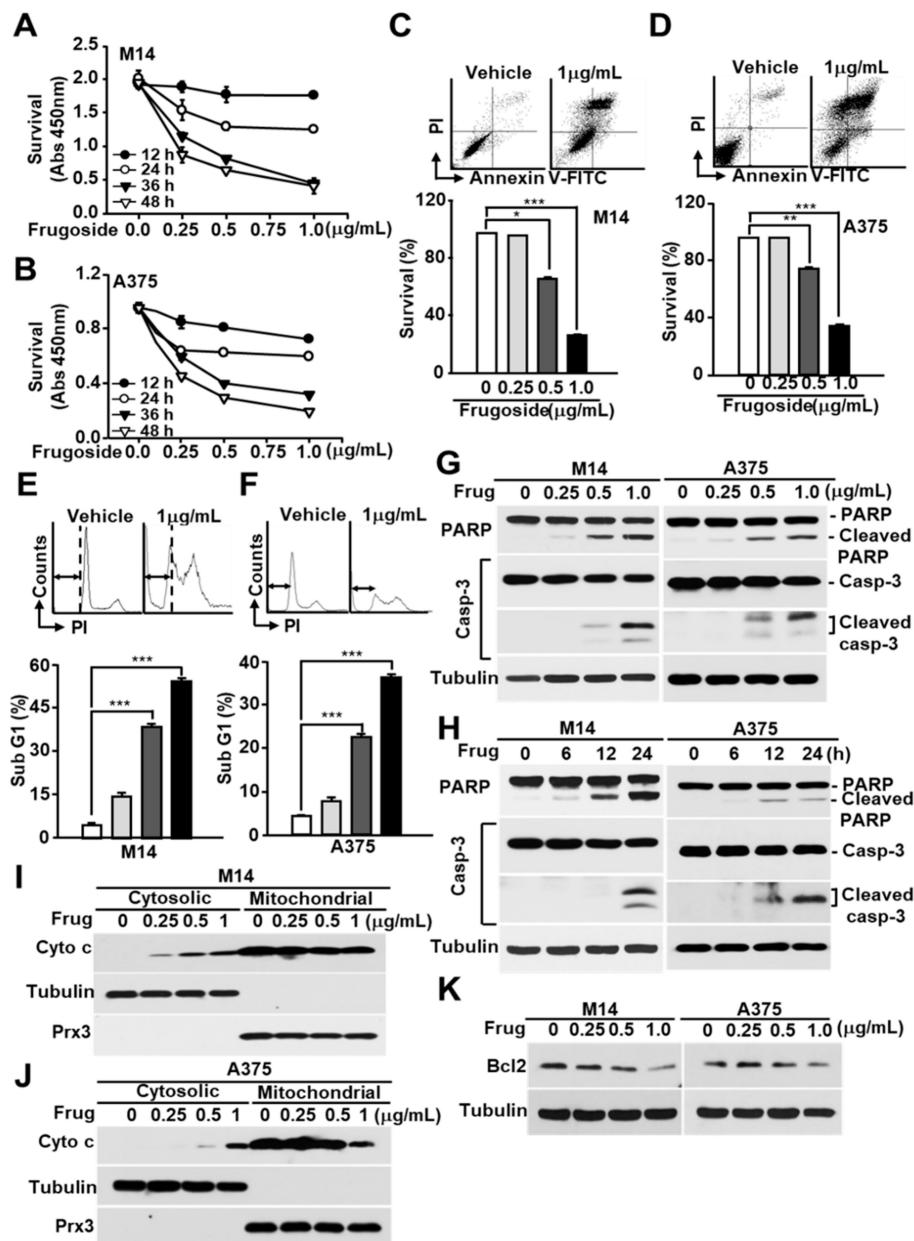 A
M14
2.5
2.0
1.5
1.0
0.5
0.0
Survival
(Abs 450nm)
12 h
24 h
36 h
48 h
Frugoside 0.0 0.25 0.5 0.75 1.0 (μg/mL)
B
A375
1.2
0.8
0.4
0.0
Survival
(Abs 450nm)
12 h
24 h
36 h
48 h
Frugoside 0.0 0.25 0.5 0.75 1.0 (μg/mL)
C
Vehicle 1μg/mL
PI
Annexin V-FITC
M14
***
*
120
80
40
0
Survival (%)
0 0.25 0.5 1.0
Frugoside(μg/mL)
D
Vehicle 1μg/mL
PI
Annexin V-FITC
A375
***
**
120
80
40
0
Survival (%)
0 0.25 0.5 1.0
Frugoside(μg/mL)
E
Vehicle 1μg/mL
Counts
PI
60
45
30
15
0
Sub G1 (%)
***
***
M14
F
Vehicle 1μg/mL
Counts
PI
40
30
20
10
0
Sub G1 (%)
***
***
A375
G
M14 A375
Frug 0 0.25 0.5 1.0 0 0.25 0.5 1.0 (μg/mL)
PARP - PARP
- Cleaved
PARP
Casp-3 - Casp-3
Cleaved
casp-3
Tubulin
H
M14 A375
Frug 0 6 12 24 0 6 12 24 (h)
PARP - PARP
- Cleaved
PARP
Casp-3 - Casp-3
Cleaved
casp-3
Tubulin
I
M14
Cytosolic Mitochondrial
Frug 0 0.25 0.5 1 0 0.25 0.5 1 (μg/mL)
Cyto c
Tubulin
Prx3
J
A375
Cytosolic Mitochondrial
Frug 0 0.25 0.5 1 0 0.25 0.5 1 (μg/mL)
Cyto c
Tubulin
Prx3
K
M14 A375
Frug 0 0.25 0.5 1.0 0 0.25 0.5 1.0 (μg/mL)
Bcl2
Tubulin